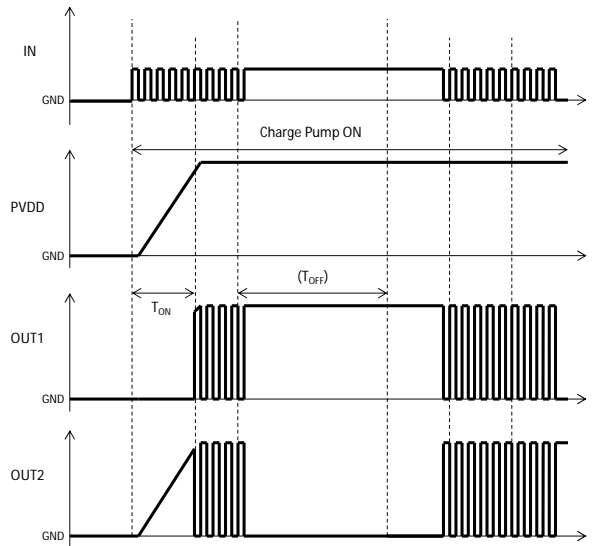 IN
GND
Charge Pump ON
PVDD
GND
(TOFF)
TON
OUT1
GND
OUT2
GND